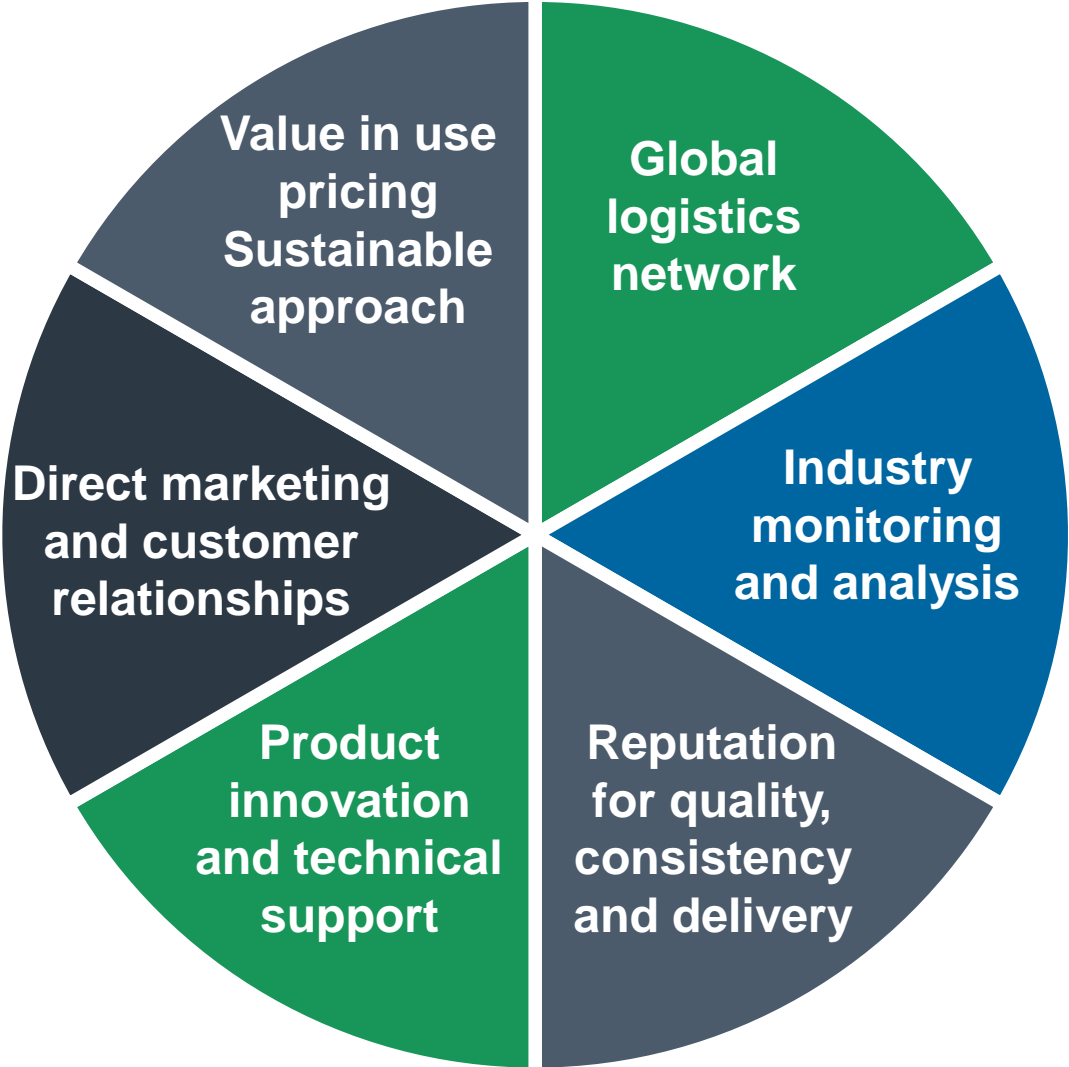 Value in use
pricing
Sustainable
approach
Global
logistics
network
Industry
monitoring
and analysis
Reputation
for quality,
consistency
and delivery
Product
innovation
and technical
support
Direct marketing
and customer
relationships